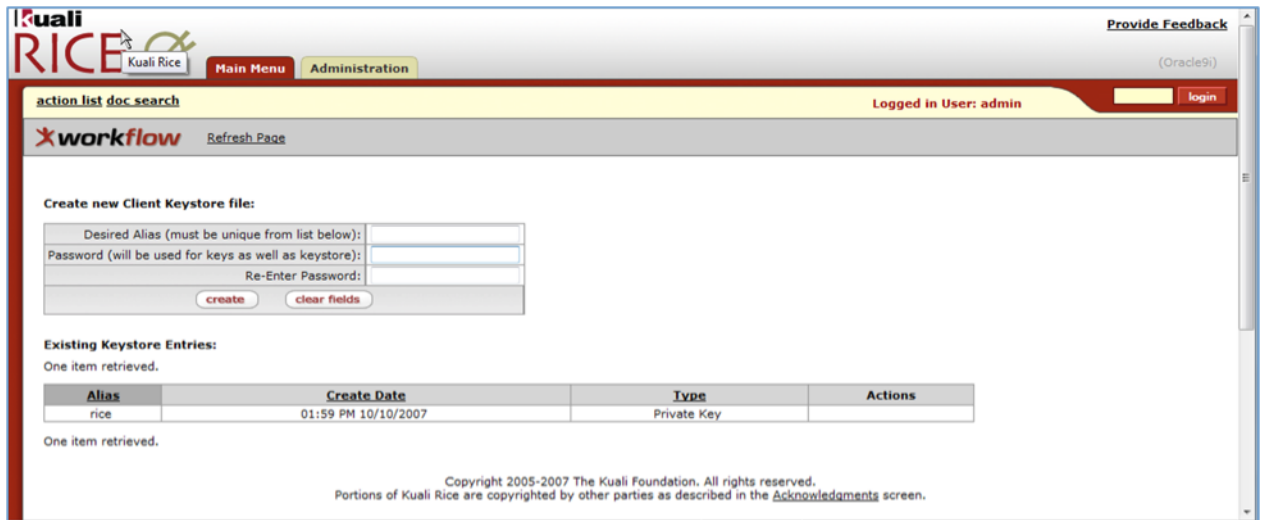 Kuali
RICE
Kuali Rice
Main Menu
Administration
Provide Feedback
(Oracle9i)
action list doc search
Logged in User: admin
login
workflow
Refresh Page
Create new Client Keystore file:
Desired Alias (must be unique from list below):
Password (will be used for keys as well as keystore):
Re-Enter Password:
create clear fields
Existing Keystore Entries:
One item retrieved.
Alias Create Date Type Actions
rice 01:59 PM 10/10/2007 Private Key
One item retrieved.
Copyright 2005-2007 The Kuali Foundation. All rights reserved.
Portions of Kuali Rice are copyrighted by other parties as described in the Acknowledgments screen.